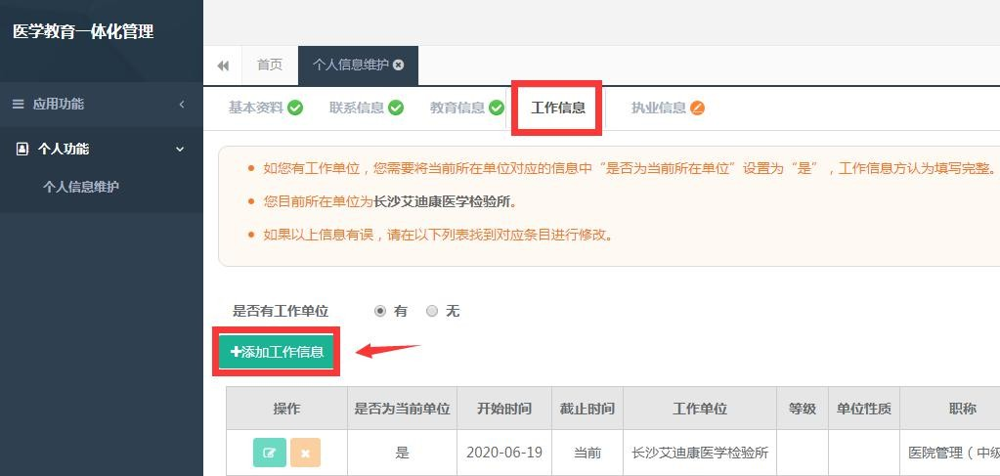 医学教育一体化管理
首页
个人信息维护
应用功能
个人功能
个人信息维护
基本资料 联系信息 教育信息 工作信息 执业信息
如您有工作单位，您需要将当前所在单位对应的信息中“是否为当前所在单位”设置为“是”，工作信息方认为填写完整。
您目前所在单位为长沙艾迪康医学检验所。
如果以上信息有误，请在以下列表找到对应条目进行修改。
是否有工作单位 有 无
+添加工作信息
操作 是否为当前单位 开始时间 截止时间 工作单位 等级 单位性质 职称
是 2020-06-19 当前 长沙艾迪康医学检验所 医院管理（中级